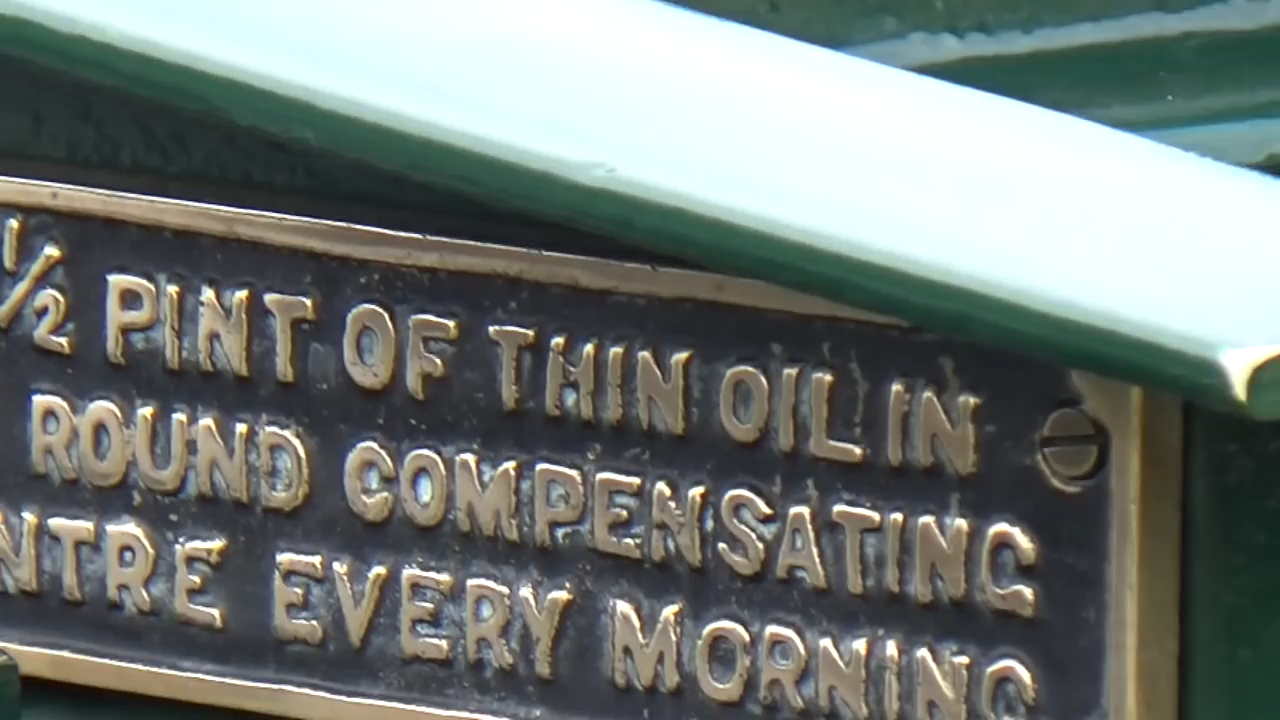 1/2 PINT OF THIN OIL IN
ROUND COMPENSATING
NTRE EVERY MORNING